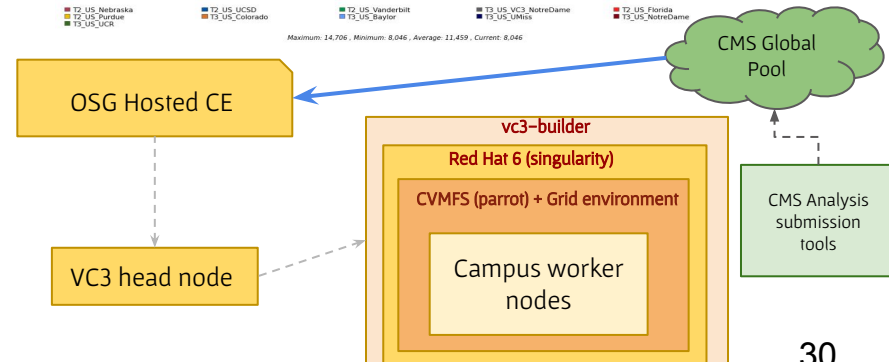 T2_US_Nebraska T2_US_UCSD T2_US_Vanderbilt T3_US_VC3_NotreDame T2_US_Florida
T2_US_Purdue T3_US_Colorado T3_US_Baylor T3_US_UMiss T3_US_NotreDame
T3_US_UCR
Maximum: 14,706 , Minimum: 8,046 , Average: 11,459 , Current: 8,046
CMS Global
Pool
OSG Hosted CE
vc3-builder
Red Hat 6 (singularity)
CVMFS (parrot) + Grid environment
CMS Analysis
submission
tools
VC3 head node
Campus worker
nodes
30